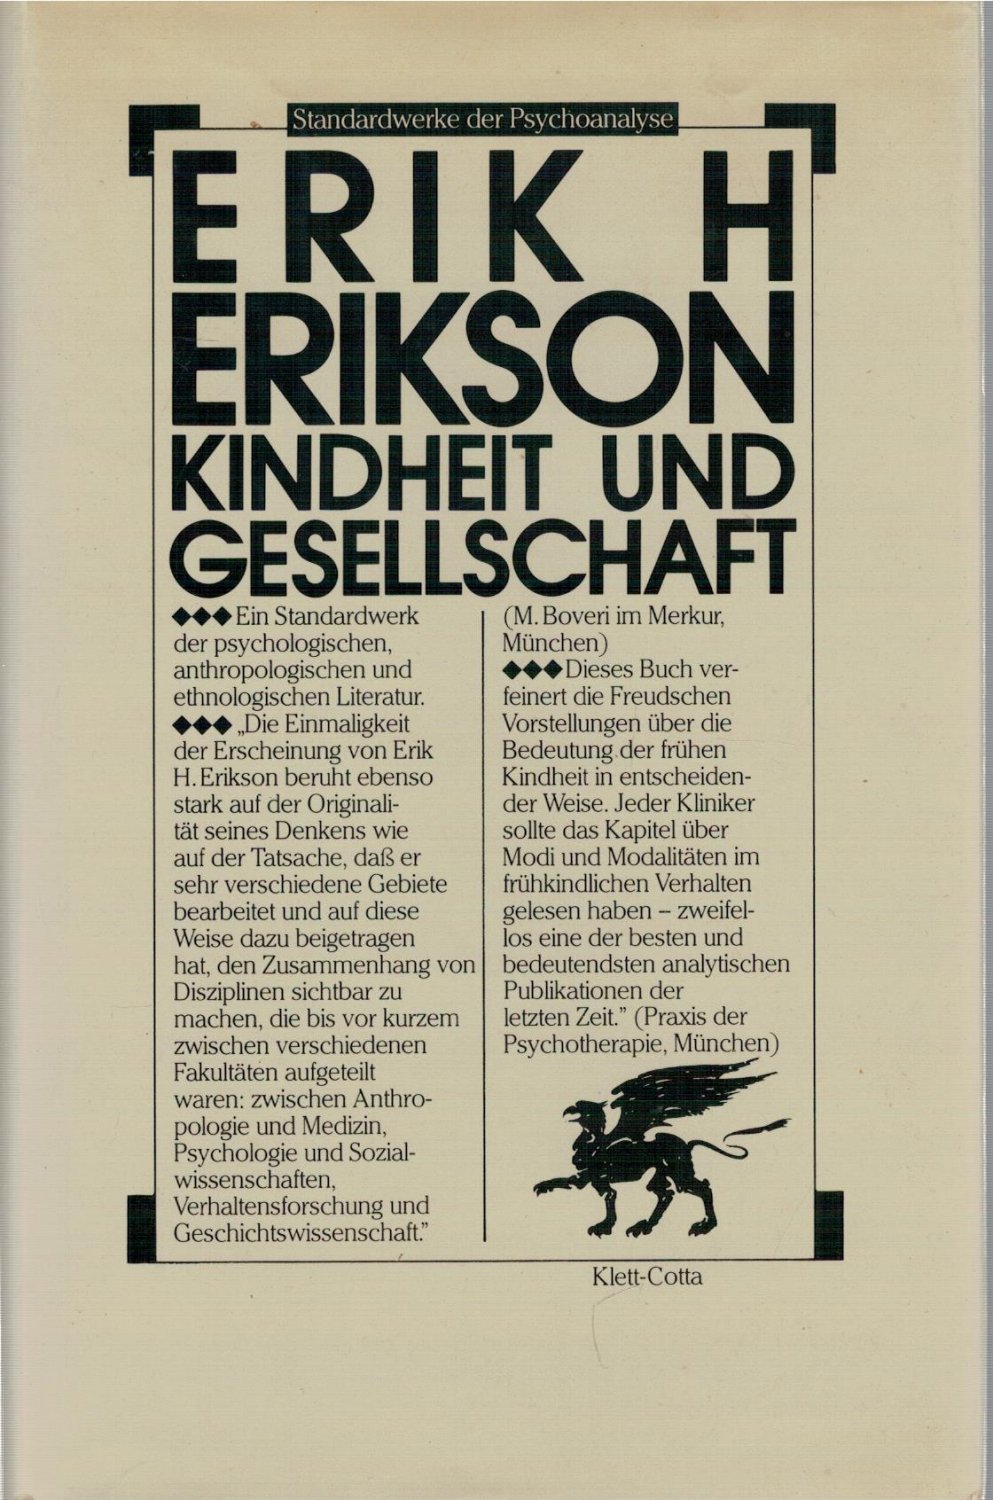 Standardwerke der Psychoanalyse
ERIK H
ERIKSON
KINDHEIT UND
GESELLSCHAFT
◆◆◆ Ein Standardwerk
der psychologischen,
anthropologischen und
ethnologischen Literatur.
◆◆◆ „Die Einmaligkeit
der Erscheinung von Erik
H. Erikson beruht ebenso
stark auf der Originali-
tät seines Denkens wie
auf der Tatsache, daß er
sehr verschiedene Gebiete
bearbeitet und auf diese
Weise dazu beigetragen
hat, den Zusammenhang von
Disziplinen sichtbar zu
machen, die bis vor kurzem
zwischen verschiedenen
Fakultäten aufgeteilt
waren: zwischen Anthro-
pologie und Medizin,
Psychologie und Sozial-
wissenschaften,
Verhaltensforschung und
Geschichtswissenschaft.”
(M. Boveri im Merkur,
München)
◆◆◆ Dieses Buch ver-
feinert die Freudschen
Vorstellungen über die
Bedeutung der frühen
Kindheit in entscheiden-
der Weise. Jeder Kliniker
sollte das Kapitel über
Modi und Modalitäten im
frühkindlichen Verhalten
gelesen haben – zweifel-
los eine der besten und
bedeutendsten analytischen
Publikationen der
letzten Zeit.” (Praxis der
Psychotherapie, München)
Klett-Cotta